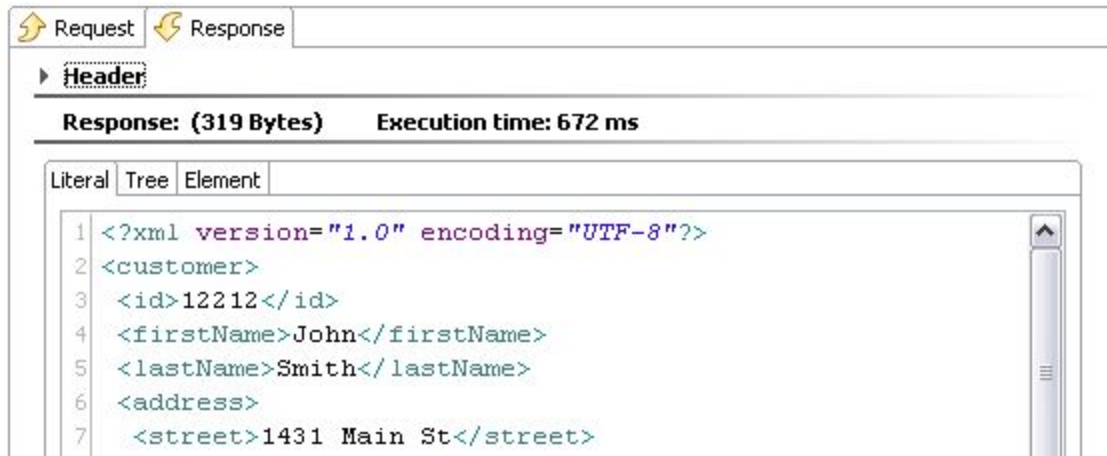 Request Response
Header
Response: (319 Bytes) Execution time: 672 ms
Literal Tree Element
1 <?xml version="1.0" encoding="UTF-8"?>
2 <customer>
3 <id>12212</id>
4 <firstName>John</firstName>
5 <lastName>Smith</lastName>
6 <address>
7 <street>1431 Main St</street>